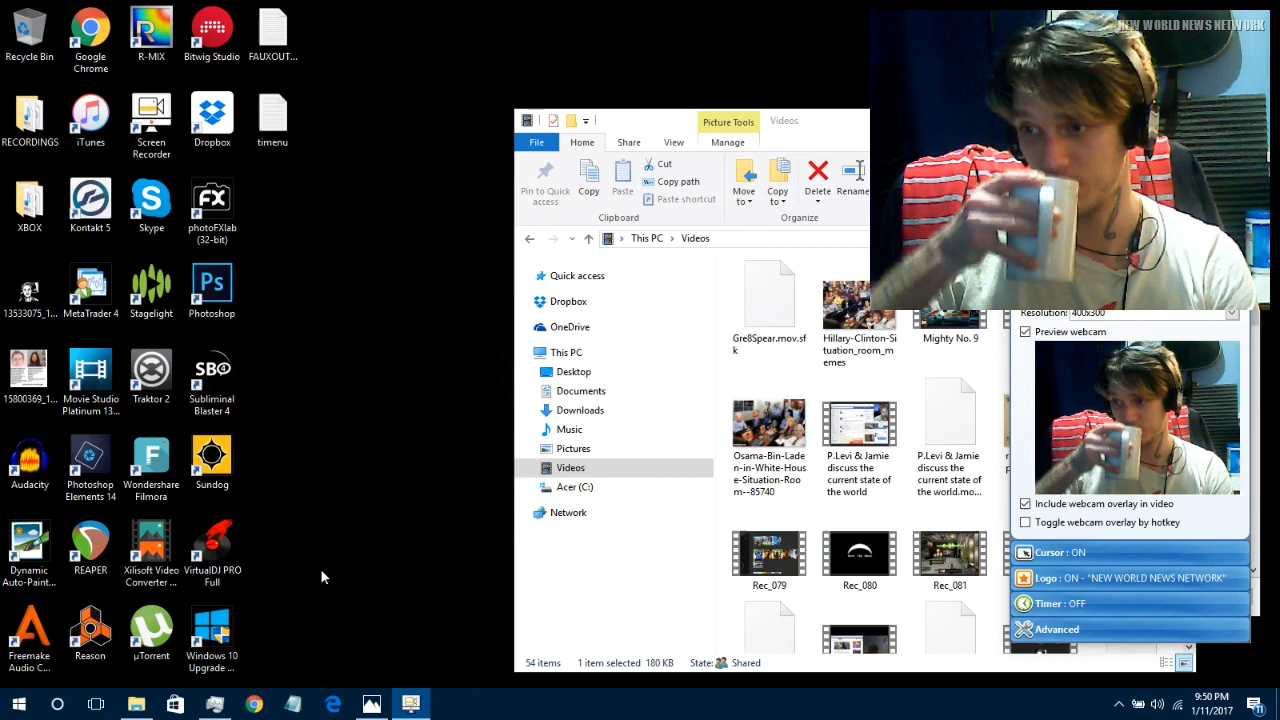 Recycle Bin
Google
Chrome
R-MIX
Bitwig Studio
FAUXOUT...
RECORDINGS
iTunes
Screen
Recorder
Dropbox
timenu
XBOX
Kontakt 5
Skype
photoFXlab
(32-bit)
13533075_1...
MetaTrader 4
Stagelight
Photoshop
15800369_1...
Movie Studio
Platinum 13...
Traktor 2
Subliminal
Blaster 4
Audacity
Photoshop
Elements 14
Wondershare
Filmora
Sundog
Dynamic
Auto-Paint...
REAPER
Xilisoft Video
Converter ...
VirtualDJ PRO
Full
Freemake
Audio C...
Reason
µTorrent
Windows 10
Upgrade ...
Picture Tools
Videos
File
Home
Share
View
Manage
Pin to Quick
access
Copy
Paste
Cut
Copy path
Paste shortcut
Clipboard
Move
to
Copy
to
Delete
Rename
Organize
This PC
Videos
Quick access
Dropbox
OneDrive
This PC
Desktop
Documents
Downloads
Music
Pictures
Videos
Acer (C:)
Network
Gre8Spear.mov.sf
k
Hillary-Clinton-Si
tuation_room_m
emes
Mighty No. 9
Osama-Bin-Lade
n-in-White-Hous
e-Situation-Roo
m--85740
P.Levi & Jamie
discuss the
current state of
the world
P.Levi & Jamie
discuss the
current state of
the world.mo...
Rec_079
Rec_080
Rec_081
54 items
1 item selected 180 KB
State:
Shared
NEW WORLD NEWS NETWORK
Resolution: 400x300
Preview webcam
Include webcam overlay in video
Toggle webcam overlay by hotkey
Cursor : ON
Logo : ON - "NEW WORLD NEWS NETWORK"
Timer : OFF
Advanced
9:50 PM
1/11/2017